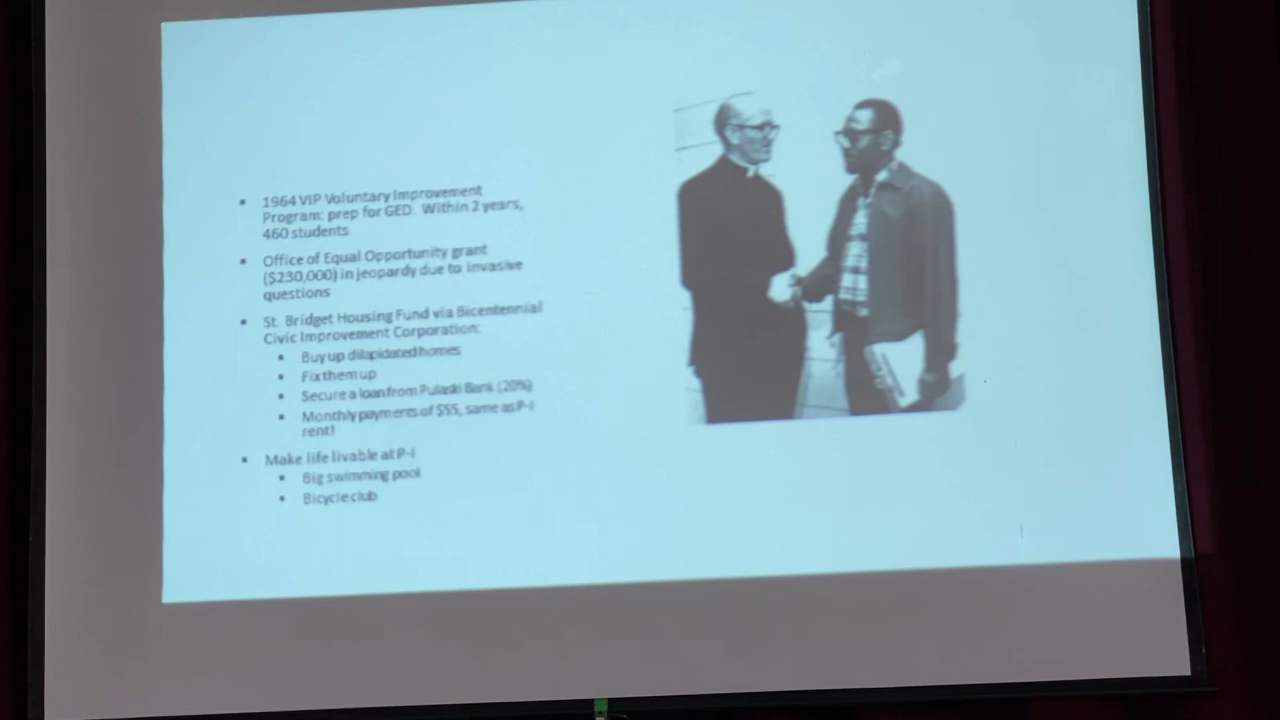 1964 VIP Voluntary Improvement
Program: prep for GED. Within 2 years,
460 students
Office of Equal Opportunity grant
($230,000) in jeopardy due to invasive
questions
St. Bridget Housing Fund via Bicentennial
Civic Improvement Corporation:
Buy up dilapidated homes
Fix them up
Secure a loan from Pulaski Bank (20%)
Monthly payments of $55, same as P-I
rent!
Make life livable at P-I
Big swimming pool
Bicycle club